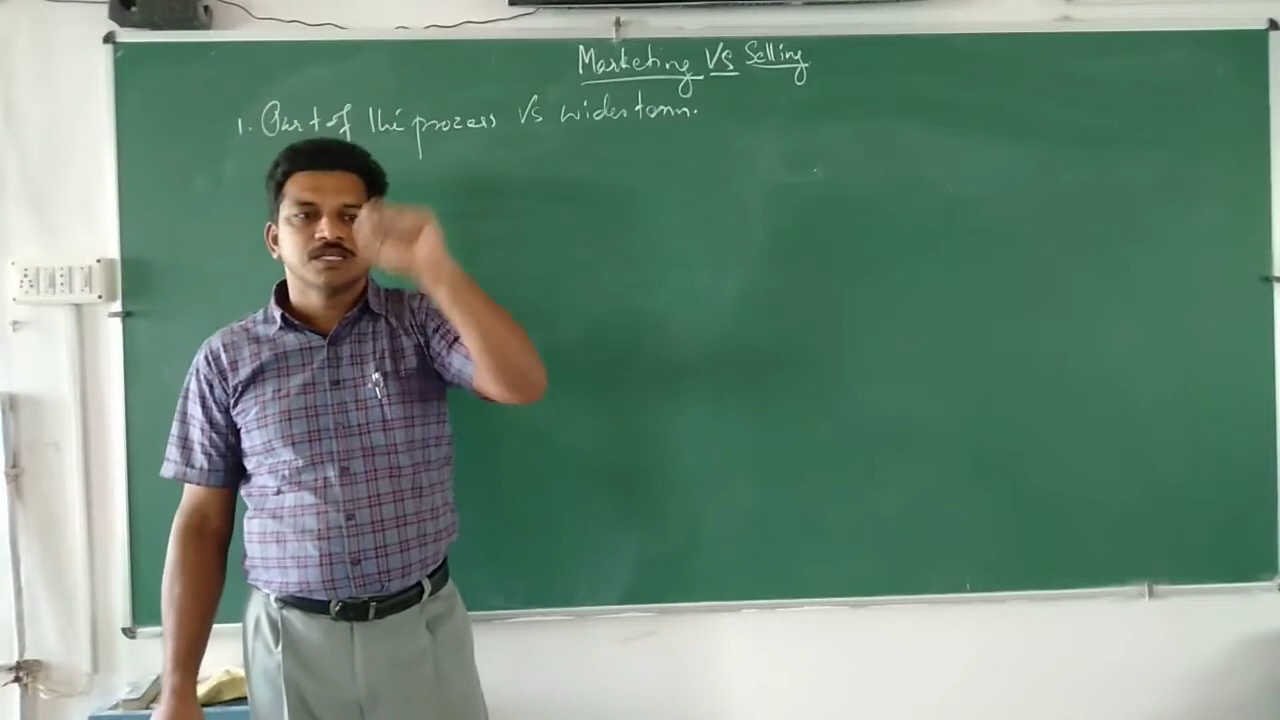 Marketing VS Selling
1. Part of the process Vs wider term.